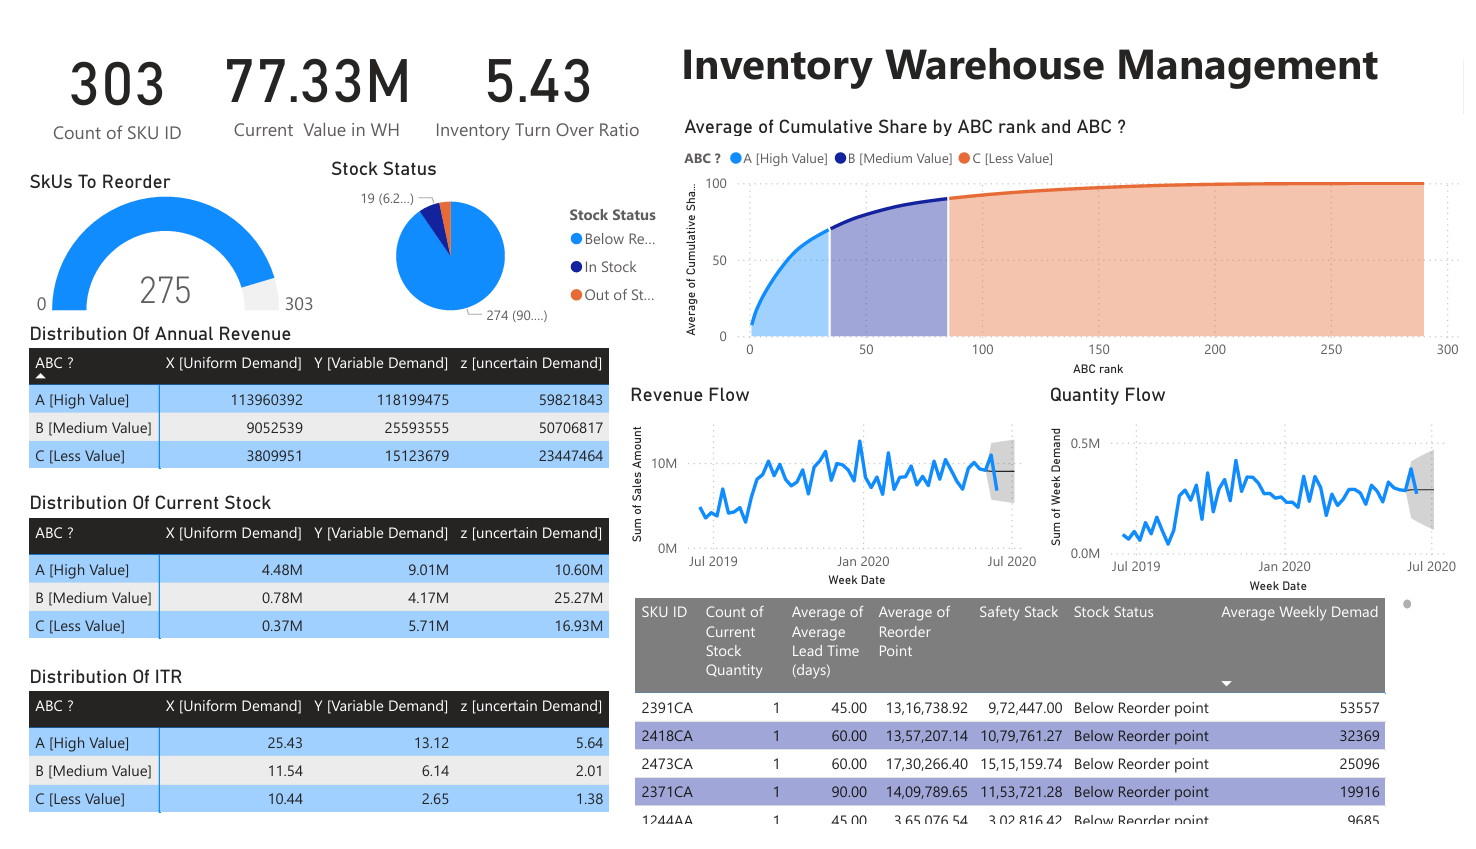 303
Count of SKU ID
77.33M
Current Value in WH
5.43
Inventory Turn Over Ratio
Inventory Warehouse Management
SkUs To Reorder
275
0
303
Stock Status
19 (6.2...)
274 (90....)
Stock Status
Below Re...
In Stock
Out of St...
Average of Cumulative Share by ABC rank and ABC ?
ABC ? A [High Value] B [Medium Value] C [Less Value]
Average of Cumulative Sha...
100
50
0
0 50 100 150 200 250 300
ABC rank
Distribution Of Annual Revenue
ABC ? X [Uniform Demand] Y [Variable Demand] z [uncertain Demand]
A [High Value] 113960392 118199475 59821843
B [Medium Value] 9052539 25593555 50706817
C [Less Value] 3809951 15123679 23447464
Distribution Of Current Stock
ABC ? X [Uniform Demand] Y [Variable Demand] z [uncertain Demand]
A [High Value] 4.48M 9.01M 10.60M
B [Medium Value] 0.78M 4.17M 25.27M
C [Less Value] 0.37M 5.71M 16.93M
Distribution Of ITR
ABC ? X [Uniform Demand] Y [Variable Demand] z [uncertain Demand]
A [High Value] 25.43 13.12 5.64
B [Medium Value] 11.54 6.14 2.01
C [Less Value] 10.44 2.65 1.38
Revenue Flow
Sum of Sales Amount
10M
0M
Jul 2019 Jan 2020 Jul 2020
Week Date
Quantity Flow
Sum of Week Demand
0.5M
0.0M
Jul 2019 Jan 2020 Jul 2020
Week Date
SKU ID Count of Average of Average of Safety Stack Stock Status Average Weekly Demad
Current Average Reorder
Stock Lead Time Point
Quantity (days)
2391CA 1 45.00 13,16,738.92 9,72,447.00 Below Reorder point 53557
2418CA 1 60.00 13,57,207.14 10,79,761.27 Below Reorder point 32369
2473CA 1 60.00 17,30,266.40 15,15,159.74 Below Reorder point 25096
2371CA 1 90.00 14,09,789.65 11,53,721.28 Below Reorder point 19916
1244AA 1 45.00 3,65,076.54 3,02,816.42 Below Reorder point 9685